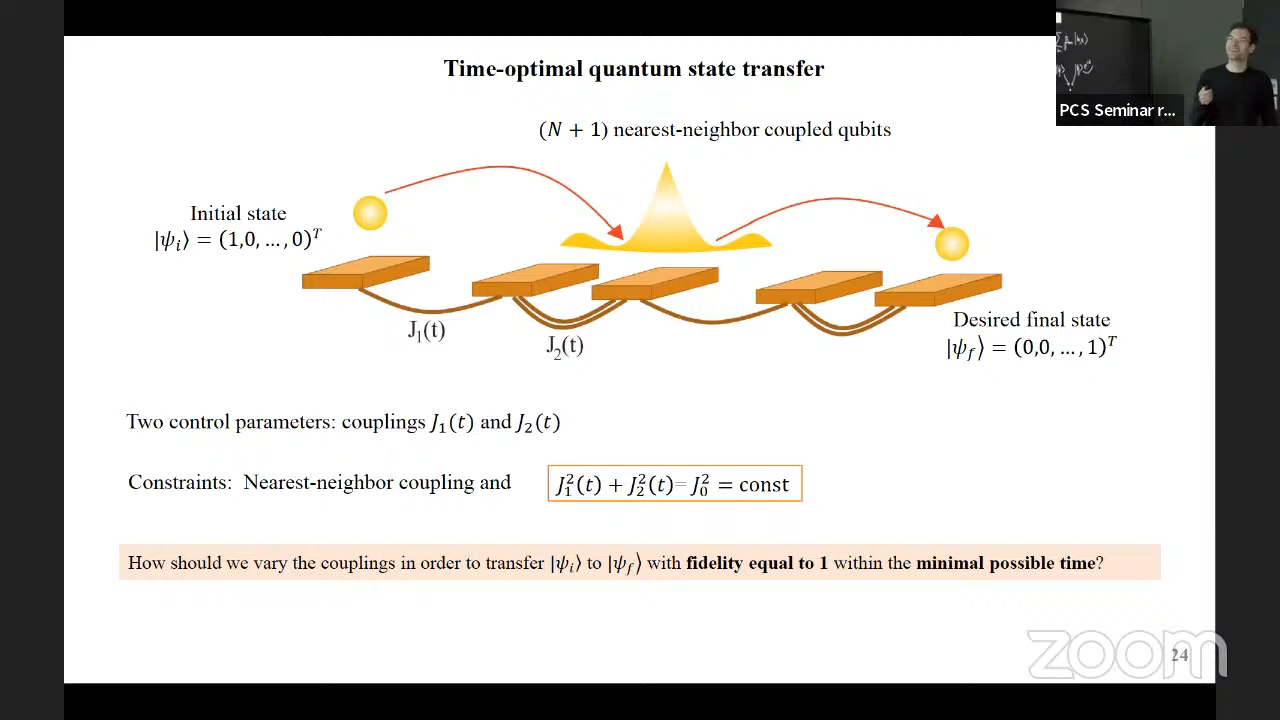 Time-optimal quantum state transfer
(N + 1) nearest-neighbor coupled qubits
Initial state
|ψᵢ⟩ = (1,0, …, 0)ᵀ
J₁(t)
J₂(t)
Desired final state
|ψ_f⟩ = (0,0, …, 1)ᵀ
Two control parameters: couplings J₁(t) and J₂(t)
Constraints: Nearest-neighbor coupling and
J₁²(t) + J₂²(t)= J₀² = const
How should we vary the couplings in order to transfer |ψᵢ⟩ to |ψ_f⟩ with fidelity equal to 1 within the minimal possible time?
PCS Seminar r...
zoom
24